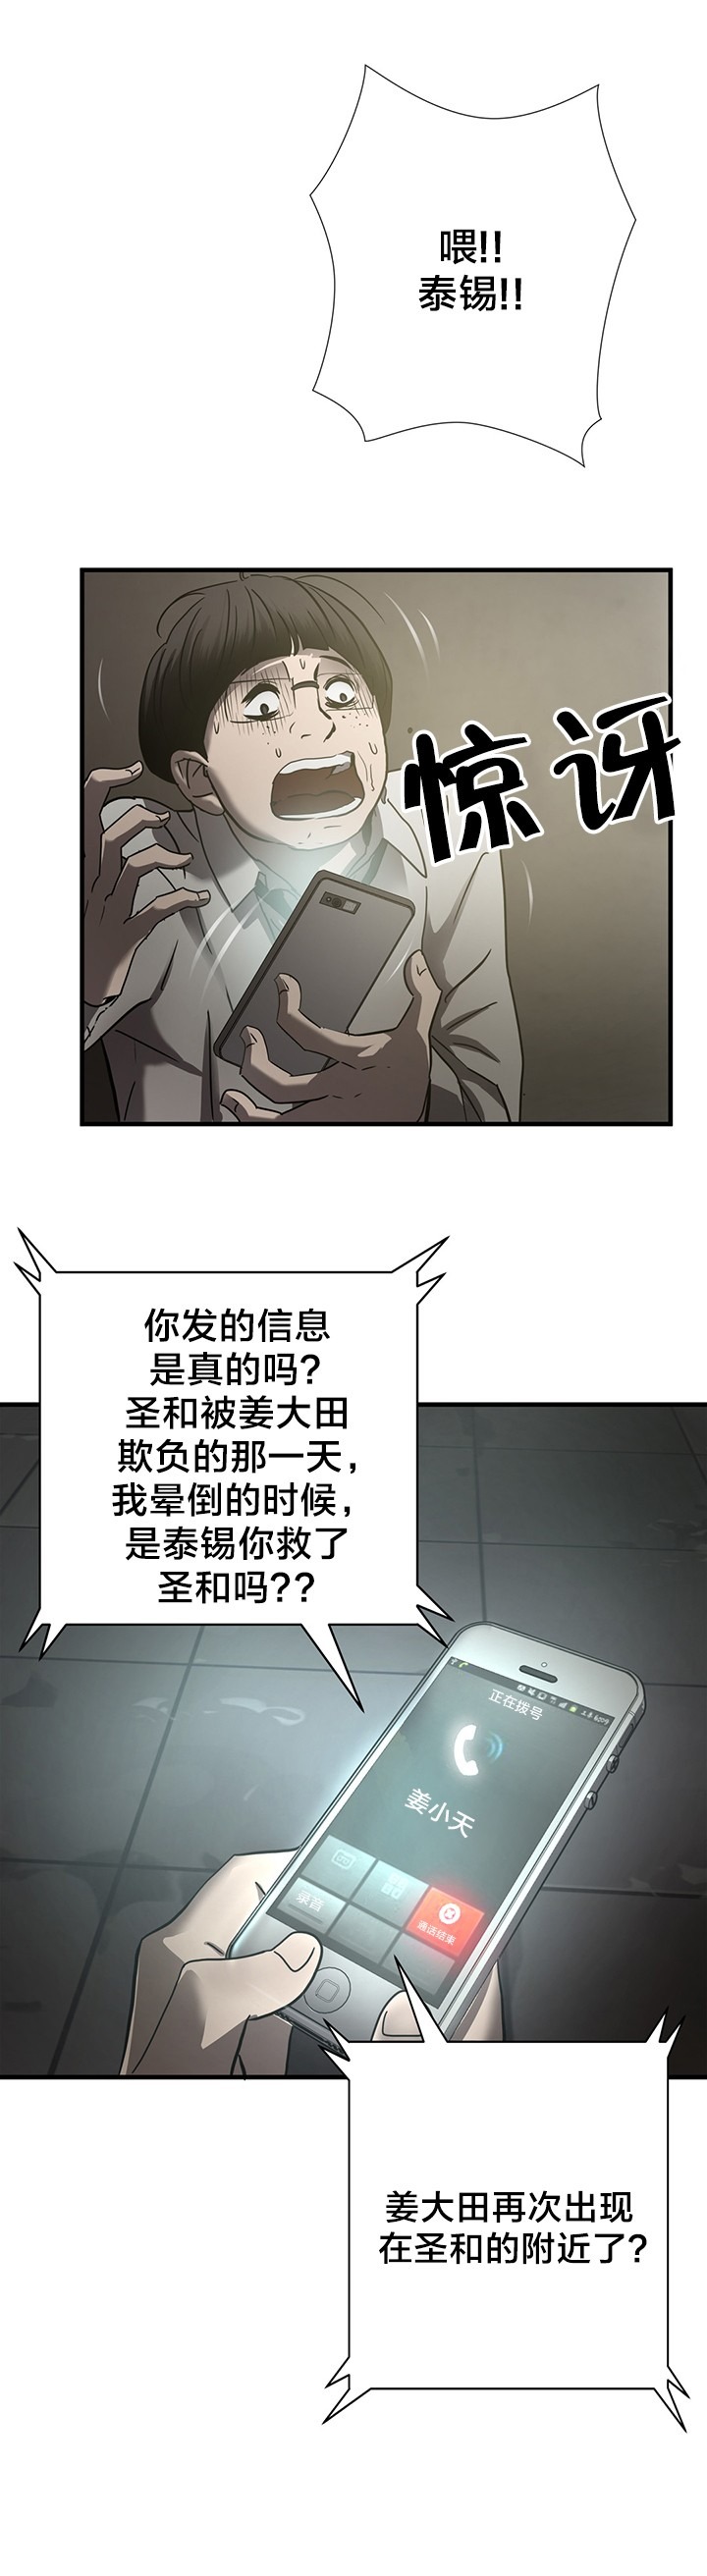 喂!!
泰锡!!
惊讶
你发的信息
是真的吗?
圣和被姜大田
欺负的那一天，
我晕倒的时候，
是泰锡你救了
圣和吗??
正在拨号
姜小天
录音
通话结束
姜大田再次出现
在圣和的附近了?